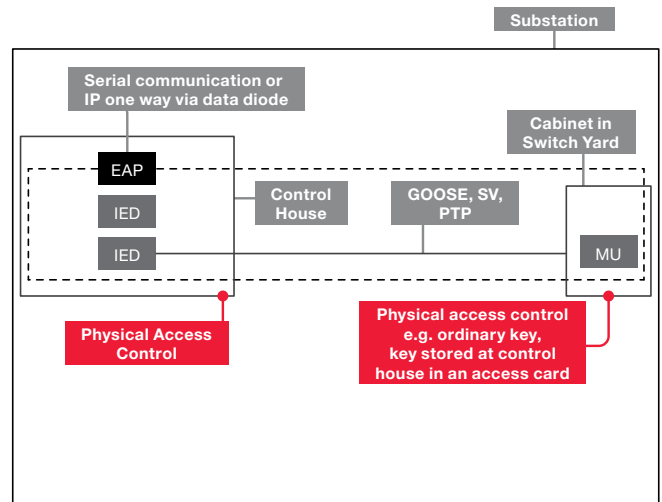 Substation
Serial communication or
IP one way via data diode
Cabinet in
Switch Yard
EAP
Control
House
GOOSE, SV,
PTP
IED
IED
MU
Physical Access
Control
Physical access control
e.g. ordinary key,
key stored at control
house in an access card